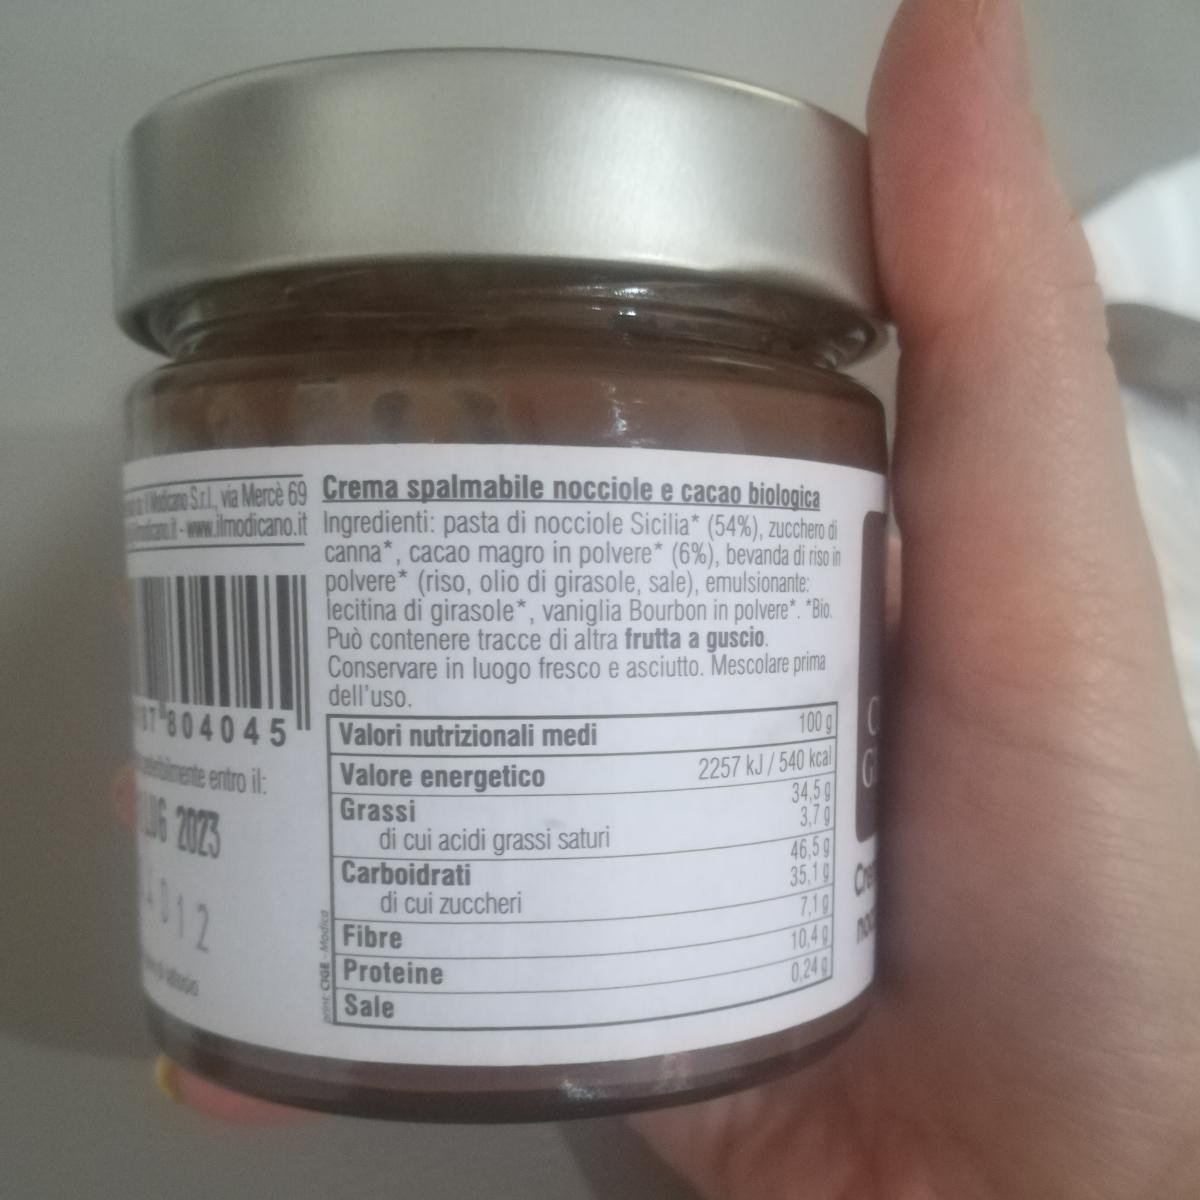 S.r.l., via Mercè 69
- www.ilmodicano.it
804045
entro il:
2023
Crema spalmabile nocciole e cacao biologica
Ingredienti: pasta di nocciole Sicilia* (54%), zucchero di
canna*, cacao magro in polvere* (6%), bevanda di riso in
polvere* (riso, olio di girasole, sale), emulsionante:
lecitina di girasole*, vaniglia Bourbon in polvere*. *Bio.
Può contenere tracce di altra frutta a guscio.
Conservare in luogo fresco e asciutto. Mescolare prima
dell'uso.
Valori nutrizionali medi 100 g
Valore energetico 2257 kJ / 540 kcal
Grassi 34,5 g
di cui acidi grassi saturi 3,7 g
Carboidrati 46,5 g
di cui zuccheri 35,1 g
Fibre 7,1 g
Proteine 10,4 g
Sale 0,24 g
print: CIGE - Modica